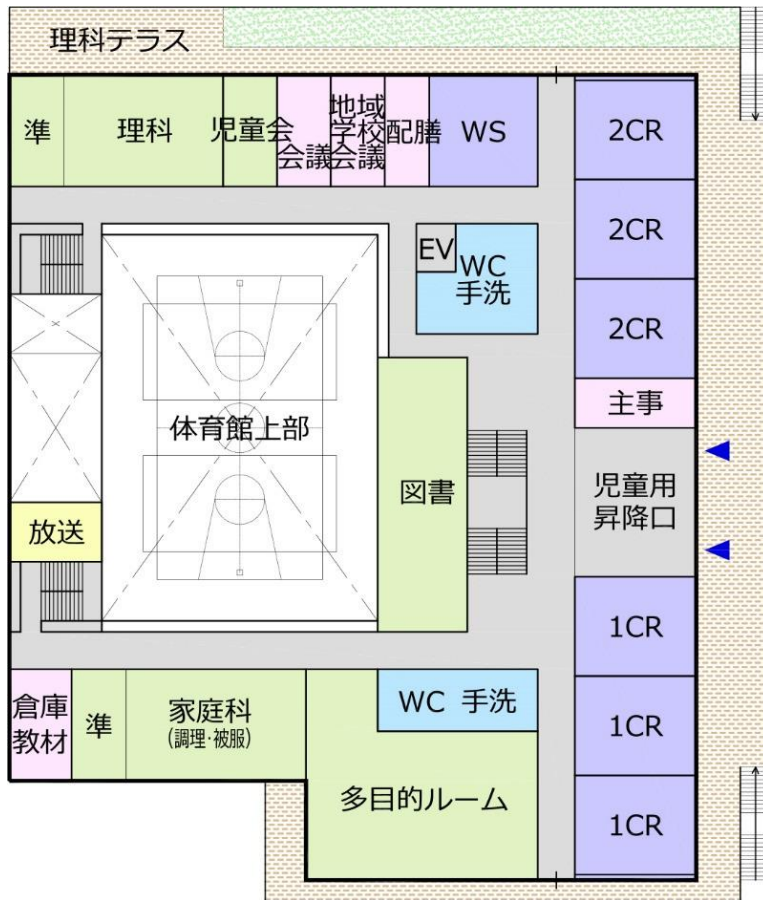 理科テラス
準
理科
児童会
会議
地域
学校
会議
配膳
WS
2CR
2CR
2CR
EV
WC
手洗
主事
体育館上部
図書
児童用
昇降口
放送
1CR
1CR
1CR
倉庫
教材
準
家庭科
(調理･被服)
WC 手洗
多目的ルーム